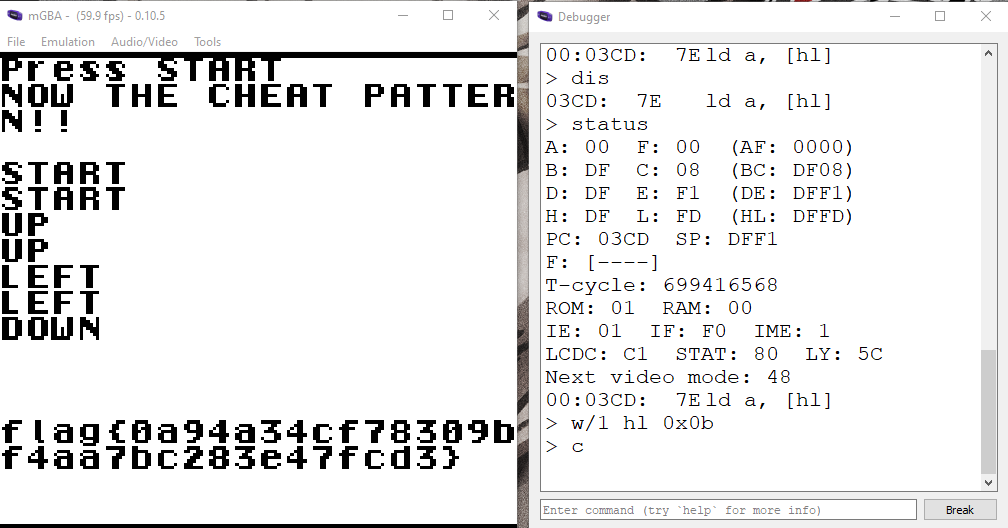 mGBA - (59.9 fps) - 0.10.5
File Emulation Audio/Video Tools
Press START
NOW THE CHEAT PATTER
N!!
START
START
UP
UP
LEFT
LEFT
DOWN
flag{0a94a34cf78309b
f4aa7bc283e47fcd3}
Debugger
00:03CD: 7E ld a, [hl]
> dis
03CD: 7E ld a, [hl]
> status
A: 00 F: 00 (AF: 0000)
B: DF C: 08 (BC: DF08)
D: DF E: F1 (DE: DFF1)
H: DF L: FD (HL: DFFD)
PC: 03CD SP: DFF1
F: [----]
T-cycle: 699416568
ROM: 01 RAM: 00
IE: 01 IF: F0 IME: 1
LCDC: C1 STAT: 80 LY: 5C
Next video mode: 48
00:03CD: 7E ld a, [hl]
> w/1 hl 0x0b
> c
Enter command (try `help` for more info)
Break